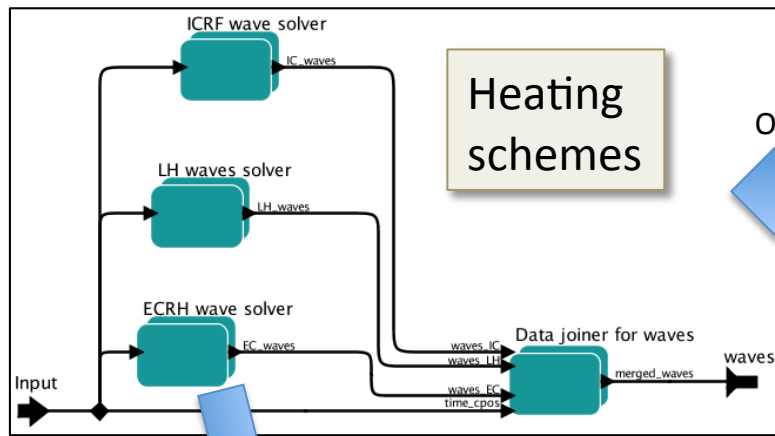 ICRF wave solver
IC_waves
Heating
schemes
LH waves solver
LH_waves
ECRH wave solver
EC_waves
Data joiner for waves
waves_IC
waves_LH
waves_EC
time_cpos
merged_waves
waves
Input